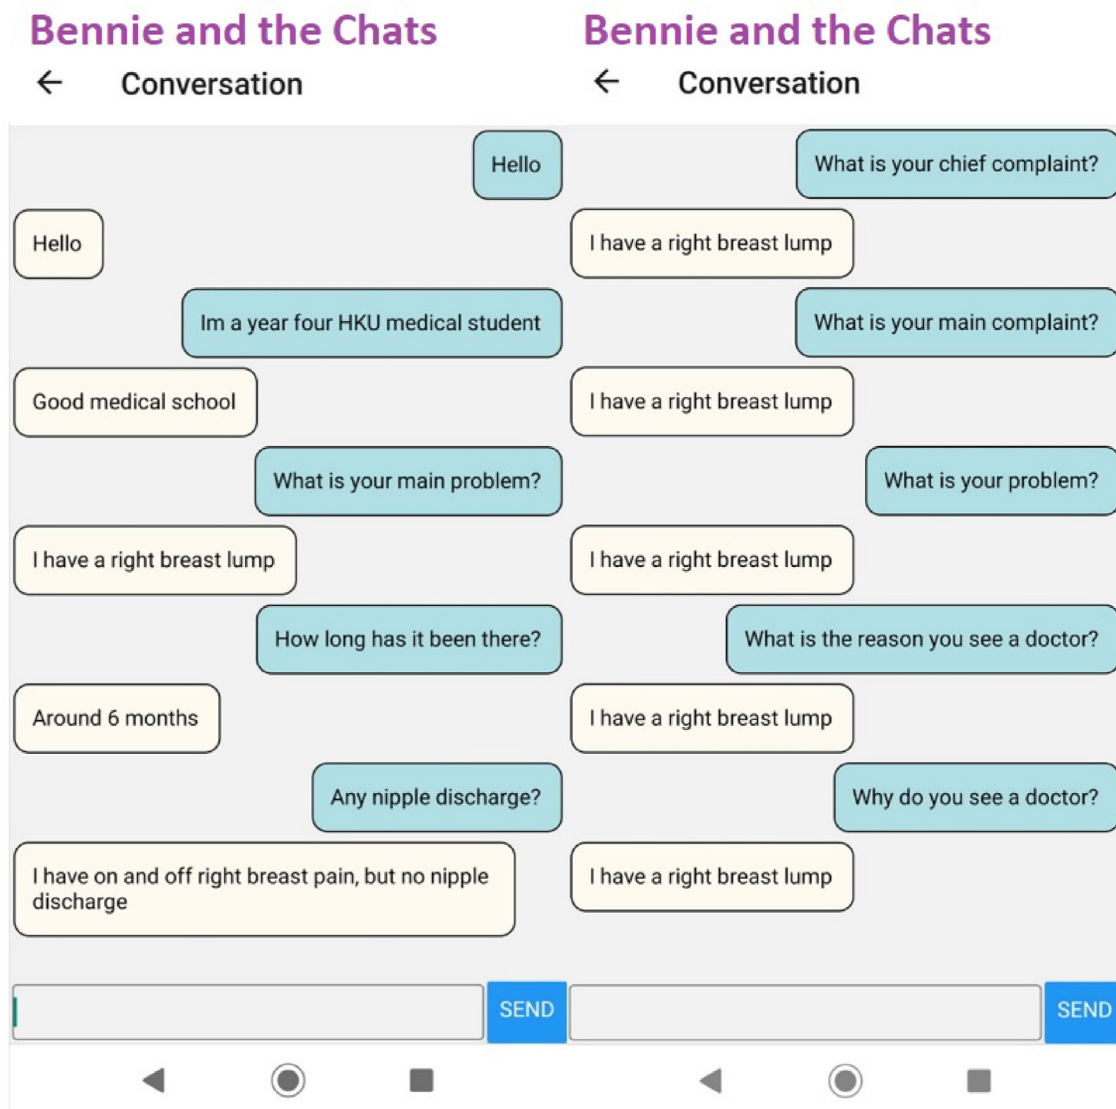 Bennie and the Chats
Conversation
Hello
Hello
Im a year four HKU medical student
Good medical school
What is your main problem?
I have a right breast lump
How long has it been there?
Around 6 months
Any nipple discharge?
I have on and off right breast pain, but no nipple
discharge
SEND
Bennie and the Chats
Conversation
What is your chief complaint?
I have a right breast lump
What is your main complaint?
I have a right breast lump
What is your problem?
I have a right breast lump
What is the reason you see a doctor?
I have a right breast lump
Why do you see a doctor?
I have a right breast lump
SEND